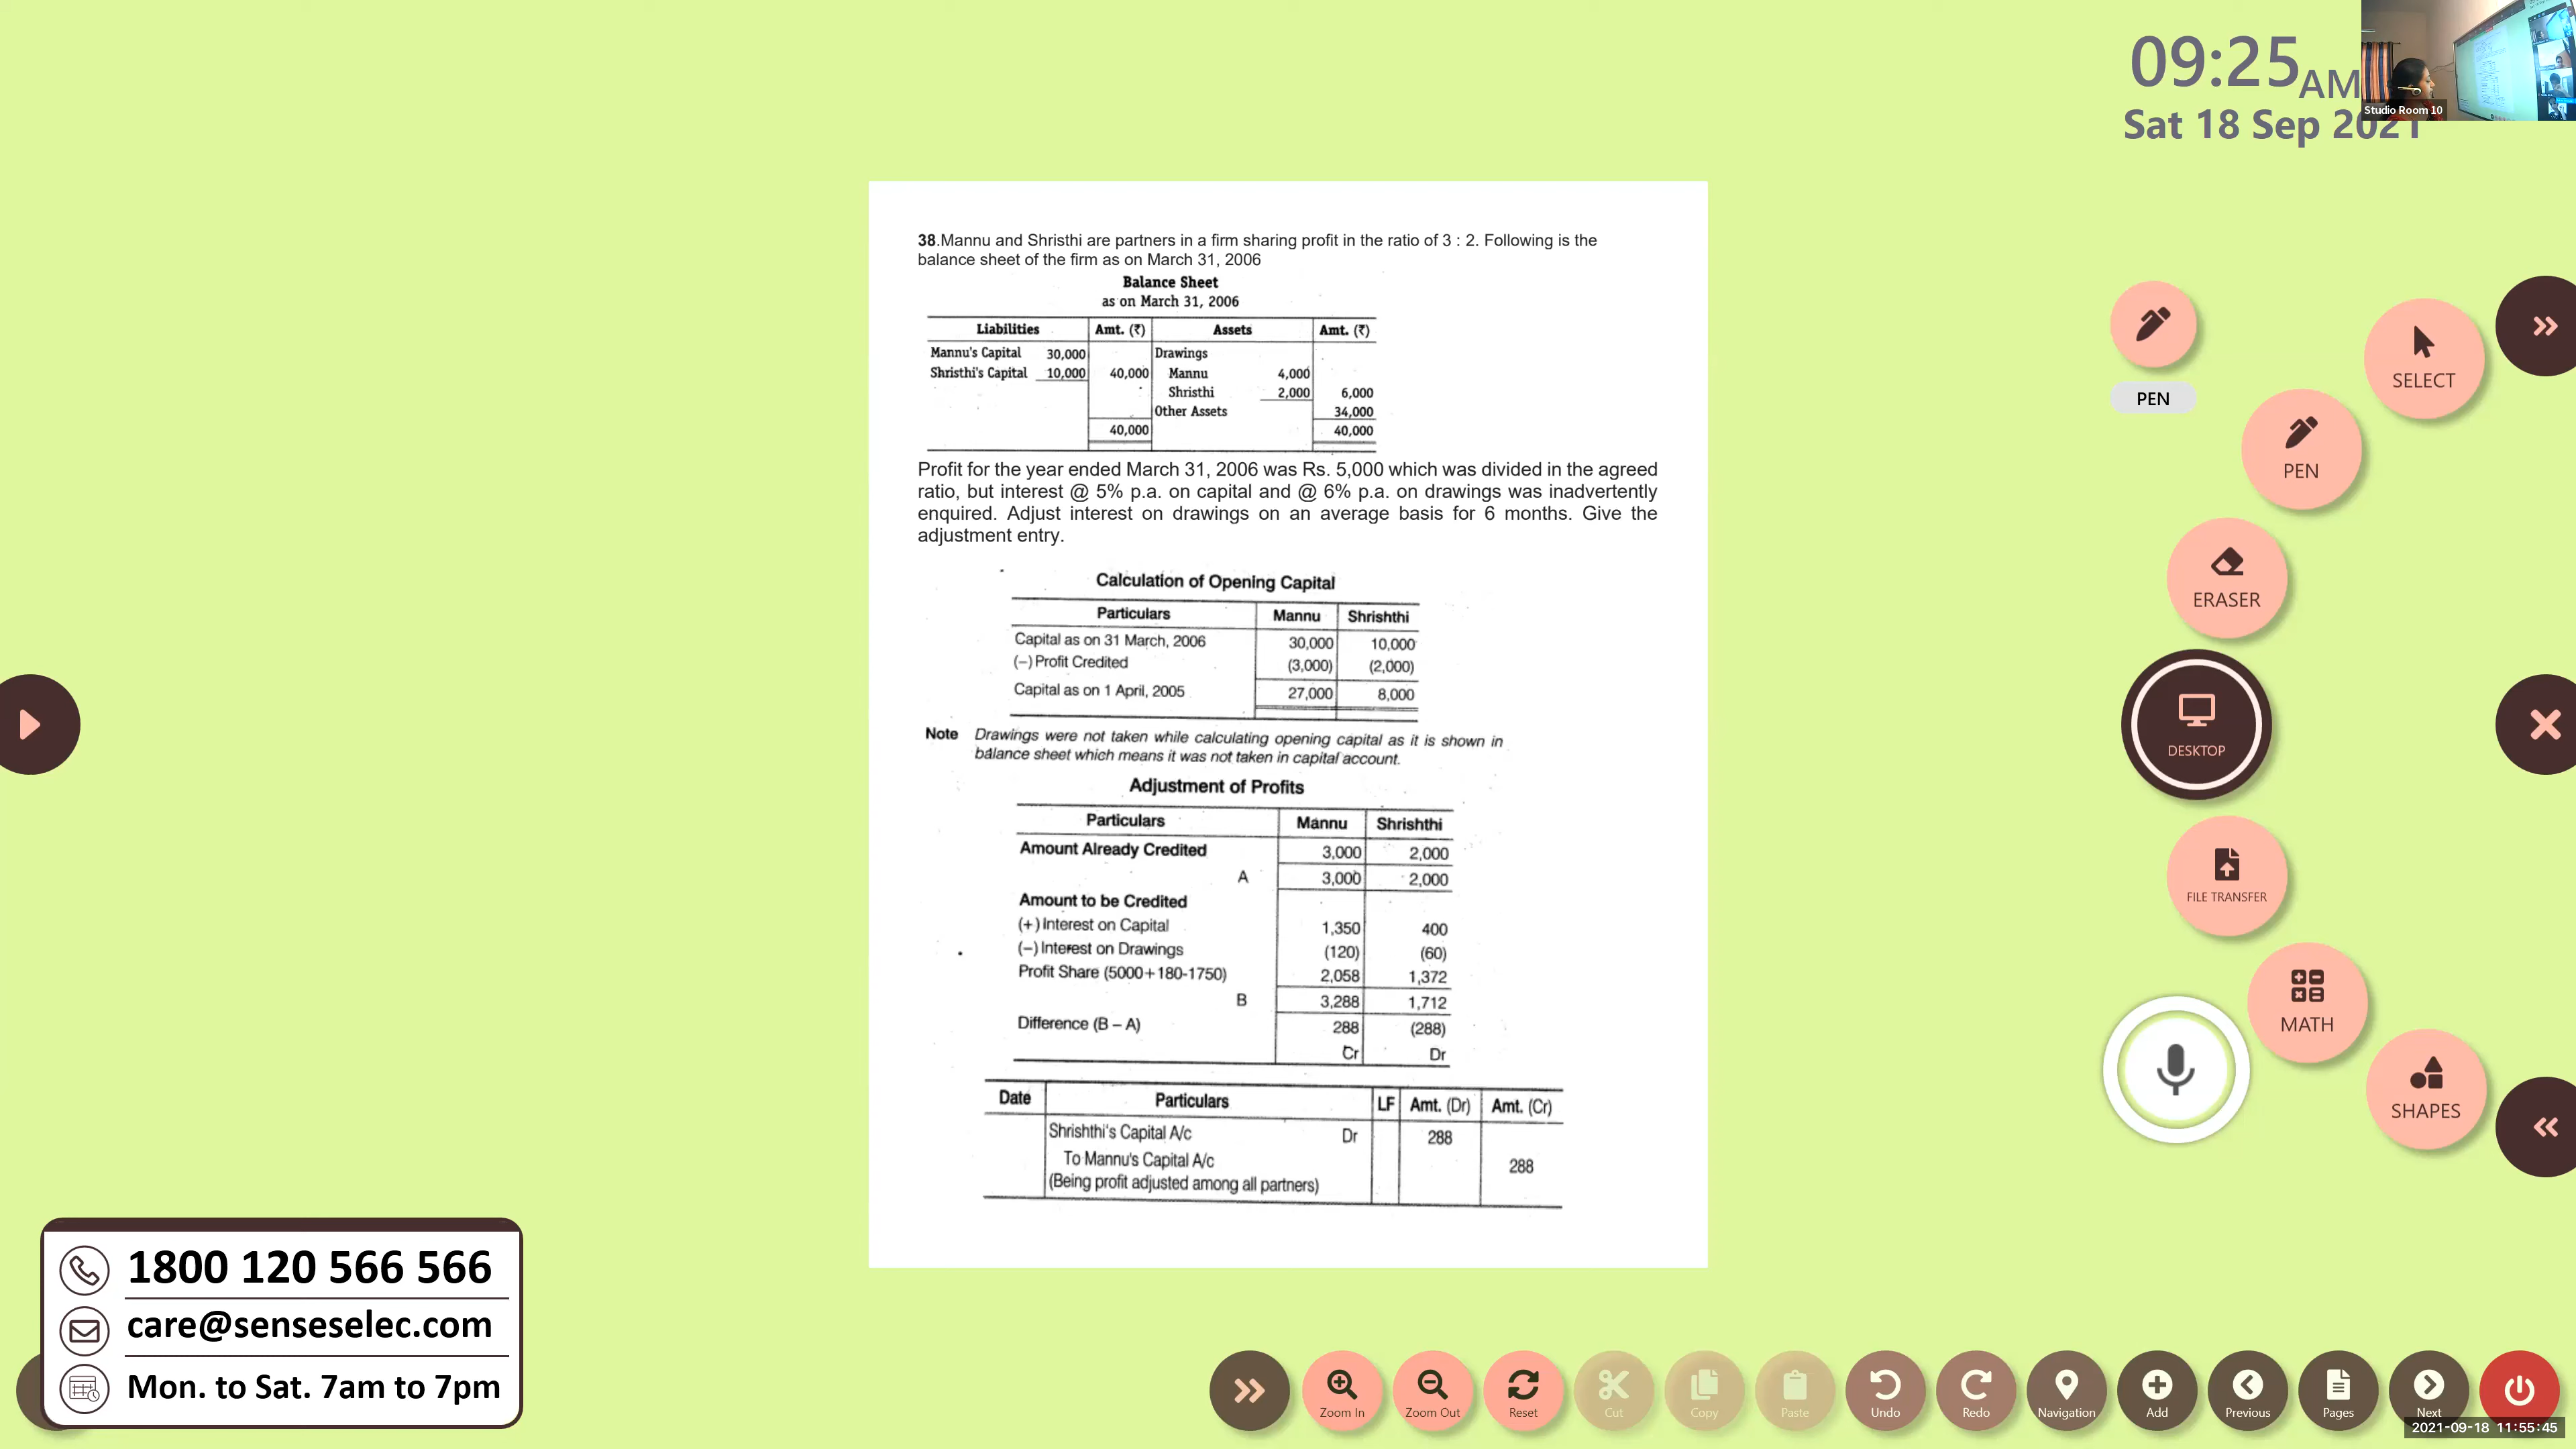 09:25 AM
Sat 18 Sep 2021
Studio Room 10
38.Mannu and Shristhi are partners in a firm sharing profit in the ratio of 3 : 2. Following is the
balance sheet of the firm as on March 31, 2006
Balance Sheet
as on March 31, 2006
Liabilities Amt. (₹) Assets Amt. (₹)
Mannu's Capital 30,000 Drawings
Shristhi's Capital 10,000 40,000 Mannu 4,000
Shristhi 2,000 6,000
Other Assets 34,000
40,000 40,000
Profit for the year ended March 31, 2006 was Rs. 5,000 which was divided in the agreed
ratio, but interest @ 5% p.a. on capital and @ 6% p.a. on drawings was inadvertently
enquired. Adjust interest on drawings on an average basis for 6 months. Give the
adjustment entry.
Calculation of Opening Capital
Particulars Mannu Shrishthi
Capital as on 31 March, 2006 30,000 10,000
(–) Profit Credited (3,000) (2,000)
Capital as on 1 April, 2005 27,000 8,000
Note Drawings were not taken while calculating opening capital as it is shown in
balance sheet which means it was not taken in capital account.
Adjustment of Profits
Particulars Mannu Shrishthi
Amount Already Credited 3,000 2,000
A 3,000 2,000
Amount to be Credited
(+) Interest on Capital 1,350 400
(–) Interest on Drawings (120) (60)
Profit Share (5000+180-1750) 2,058 1,372
B 3,288 1,712
Difference (B – A) 288 (288)
Cr Dr
Date Particulars LF Amt. (Dr) Amt. (Cr)
Shrishthi's Capital A/c Dr 288
To Mannu's Capital A/c 288
(Being profit adjusted among all partners)
PEN
SELECT
PEN
ERASER
DESKTOP
FILE TRANSFER
MATH
SHAPES
1800 120 566 566
care@senseselec.com
Mon. to Sat. 7am to 7pm
Zoom In Zoom Out Reset Cut Copy Paste Undo Redo Navigation Add Previous Pages Next
2021-09-18 11:55:45